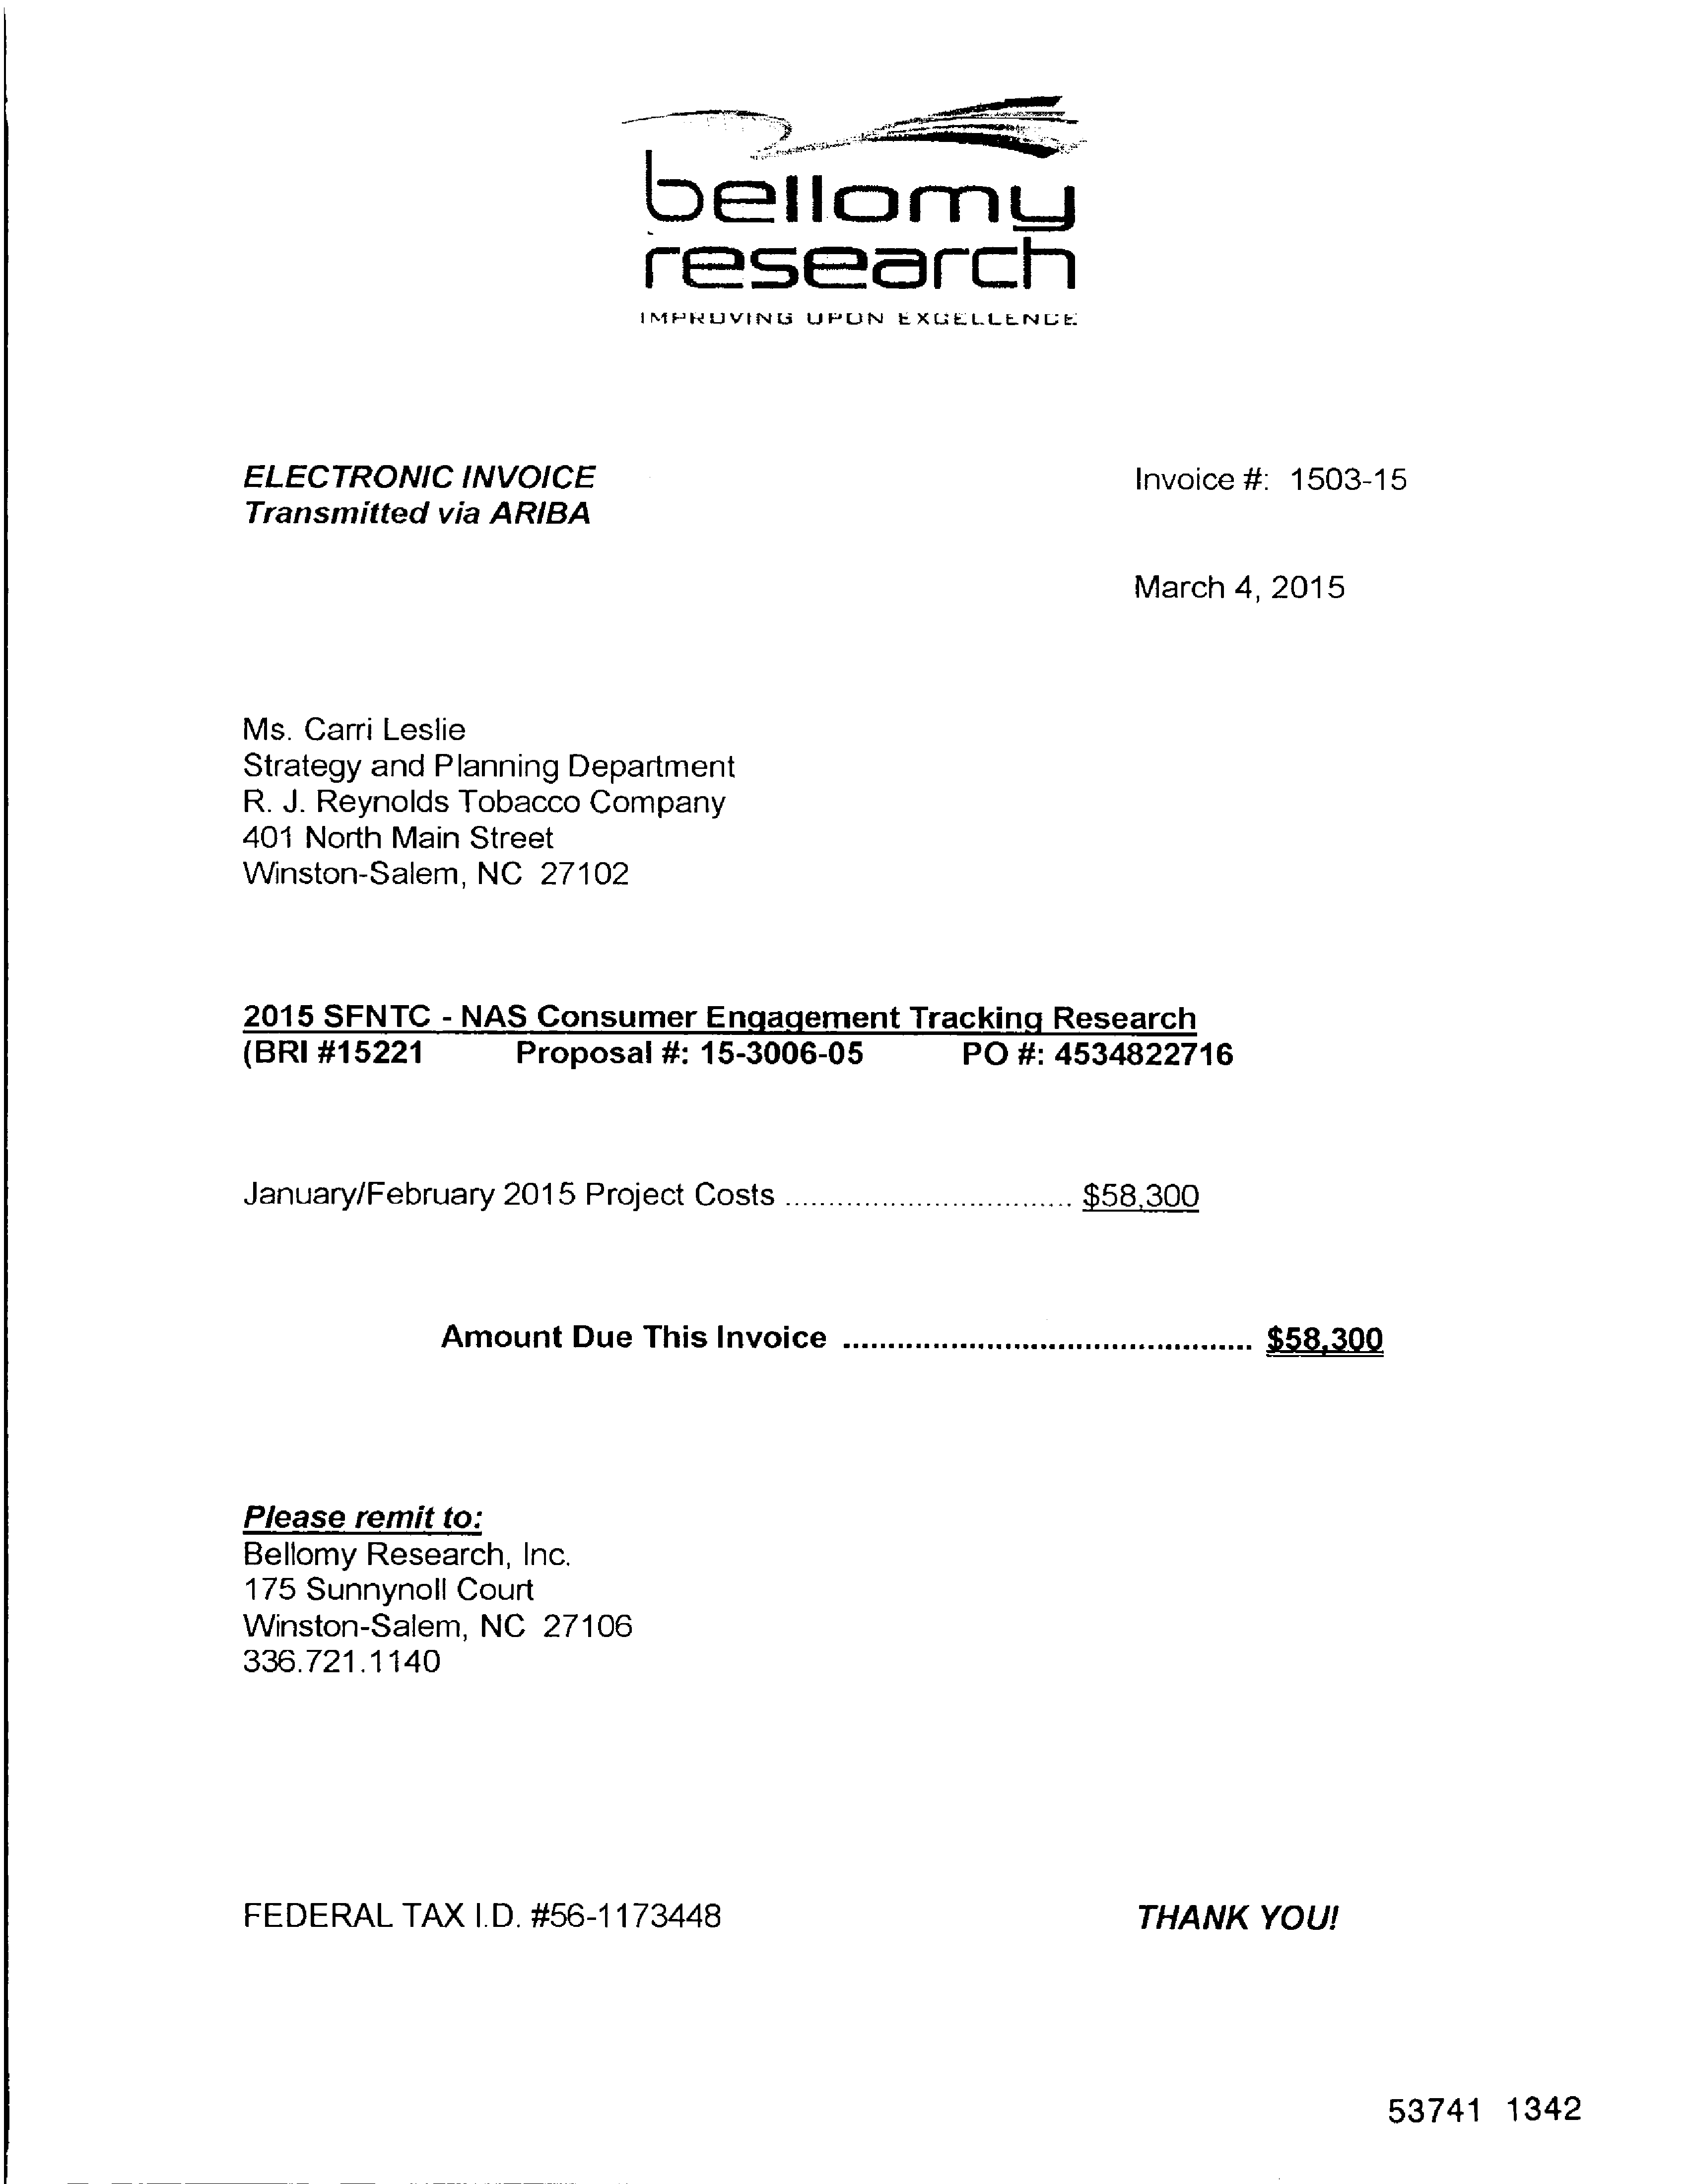 bellomy
research
IMPROVING UPON EXCELLENCE
ELECTRONIC INVOICE
Transmitted via ARIBA
Invoice #: 1503-15
March 4, 2015
Ms. Carri Leslie
Strategy and Planning Department
R. J. Reynolds Tobacco Company
401 North Main Street
Winston-Salem, NC 27102
2015 SFNTC - NAS Consumer Engagement Tracking Research
(BRI #15221 Proposal #: 15-3006-05 PO #: 4534822716
January/February 2015 Project Costs ................................ $58,300
Amount Due This Invoice .............................................. $58,300
Please remit to:
Bellomy Research, Inc.
175 Sunnynoll Court
Winston-Salem, NC 27106
336.721.1140
FEDERAL TAX I.D. #56-1173448
THANK YOU!
53741 1342